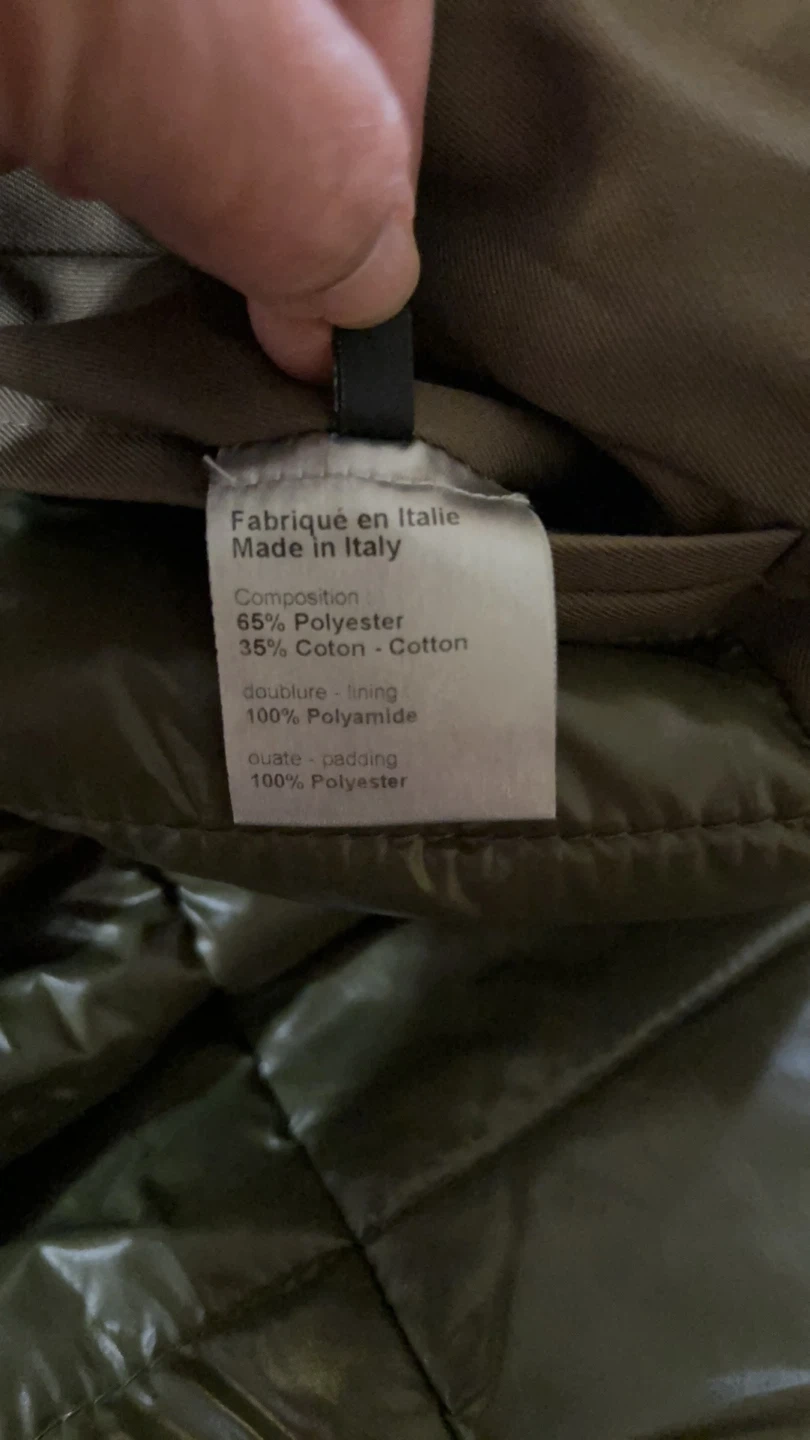 Fabriqué en Italie
Made in Italy
Composition :
65% Polyester
35% Coton - Cotton
doublure - lining
100% Polyamide
ouate - padding
100% Polyester